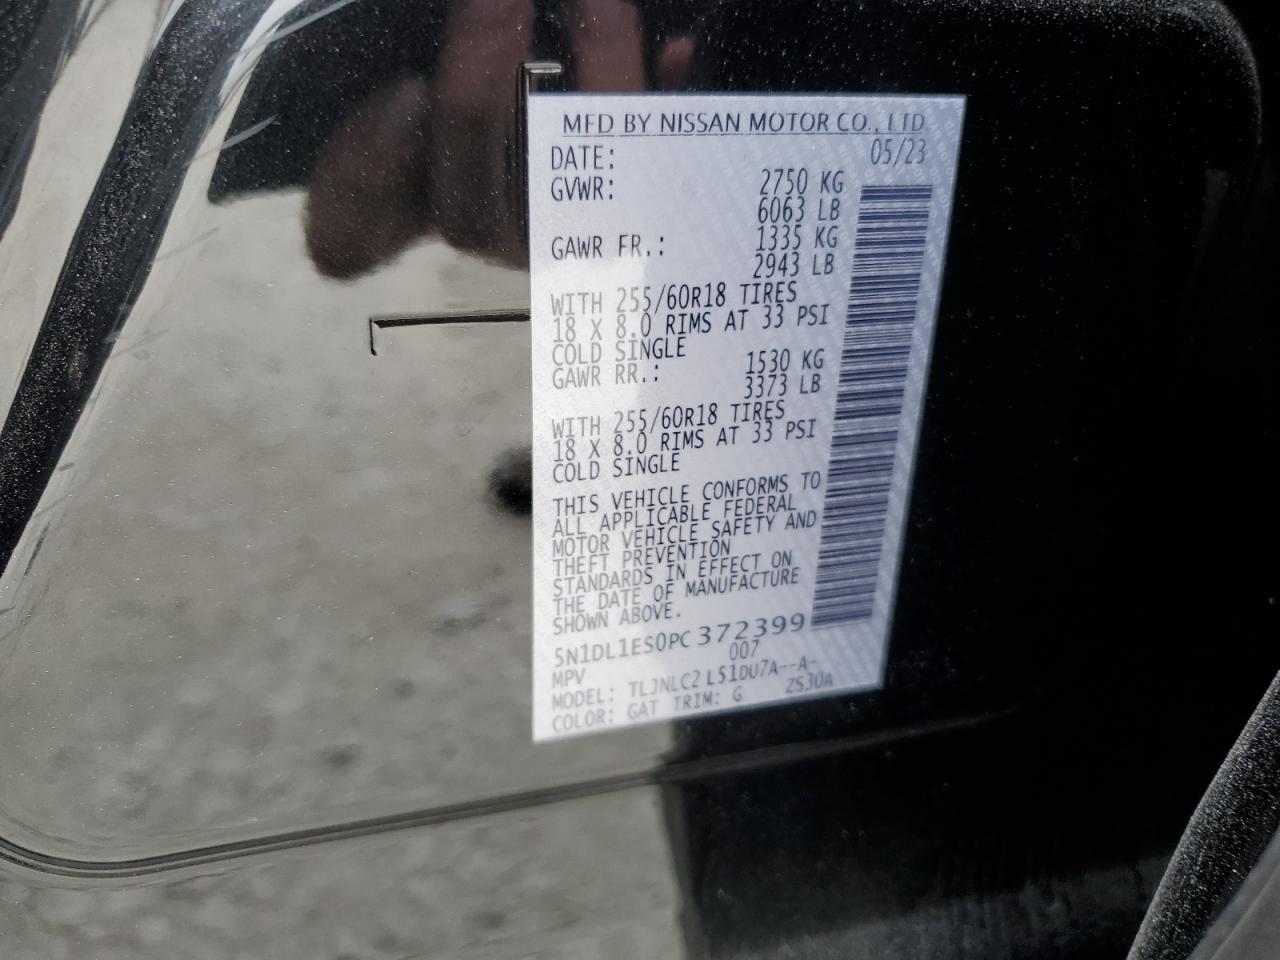 MFD BY NISSAN MOTOR CO., LTD
DATE: 05/23
GVWR: 2750 KG
6063 LB
GAWR FR.: 1335 KG
2943 LB
WITH 255/60R18 TIRES
18 X 8.0 RIMS AT 33 PSI
COLD SINGLE
GAWR RR.: 1530 KG
3373 LB
WITH 255/60R18 TIRES
18 X 8.0 RIMS AT 33 PSI
COLD SINGLE
THIS VEHICLE CONFORMS TO
ALL APPLICABLE FEDERAL
MOTOR VEHICLE SAFETY AND
THEFT PREVENTION
STANDARDS IN EFFECT ON
THE DATE OF MANUFACTURE
SHOWN ABOVE.
5N1DL1ES0PC372399
MPV 007
MODEL: TLJNLC2 L51DU7A--A-
COLOR: GAT TRIM: G ZS30A